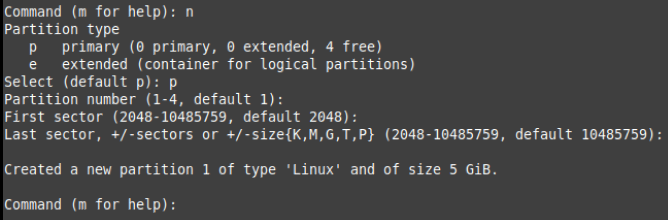 Command (m for help): n
Partition type
   p   primary (0 primary, 0 extended, 4 free)
   e   extended (container for logical partitions)
Select (default p): p
Partition number (1-4, default 1):
First sector (2048-10485759, default 2048):
Last sector, +/-sectors or +/-size{K,M,G,T,P} (2048-10485759, default 10485759):
Created a new partition 1 of type 'Linux' and of size 5 GiB.
Command (m for help):